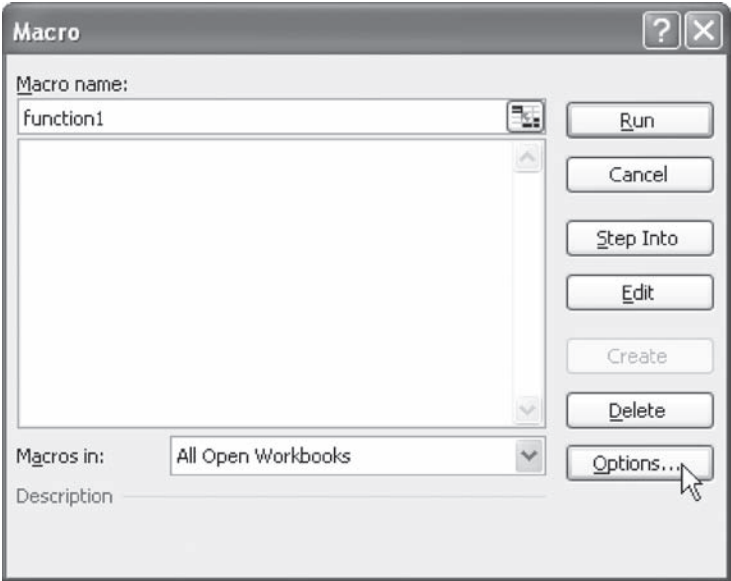 Macro
Macro name:
function1
Run
Cancel
Step Into
Edit
Create
Delete
Macros in:
All Open Workbooks
Options...
Description